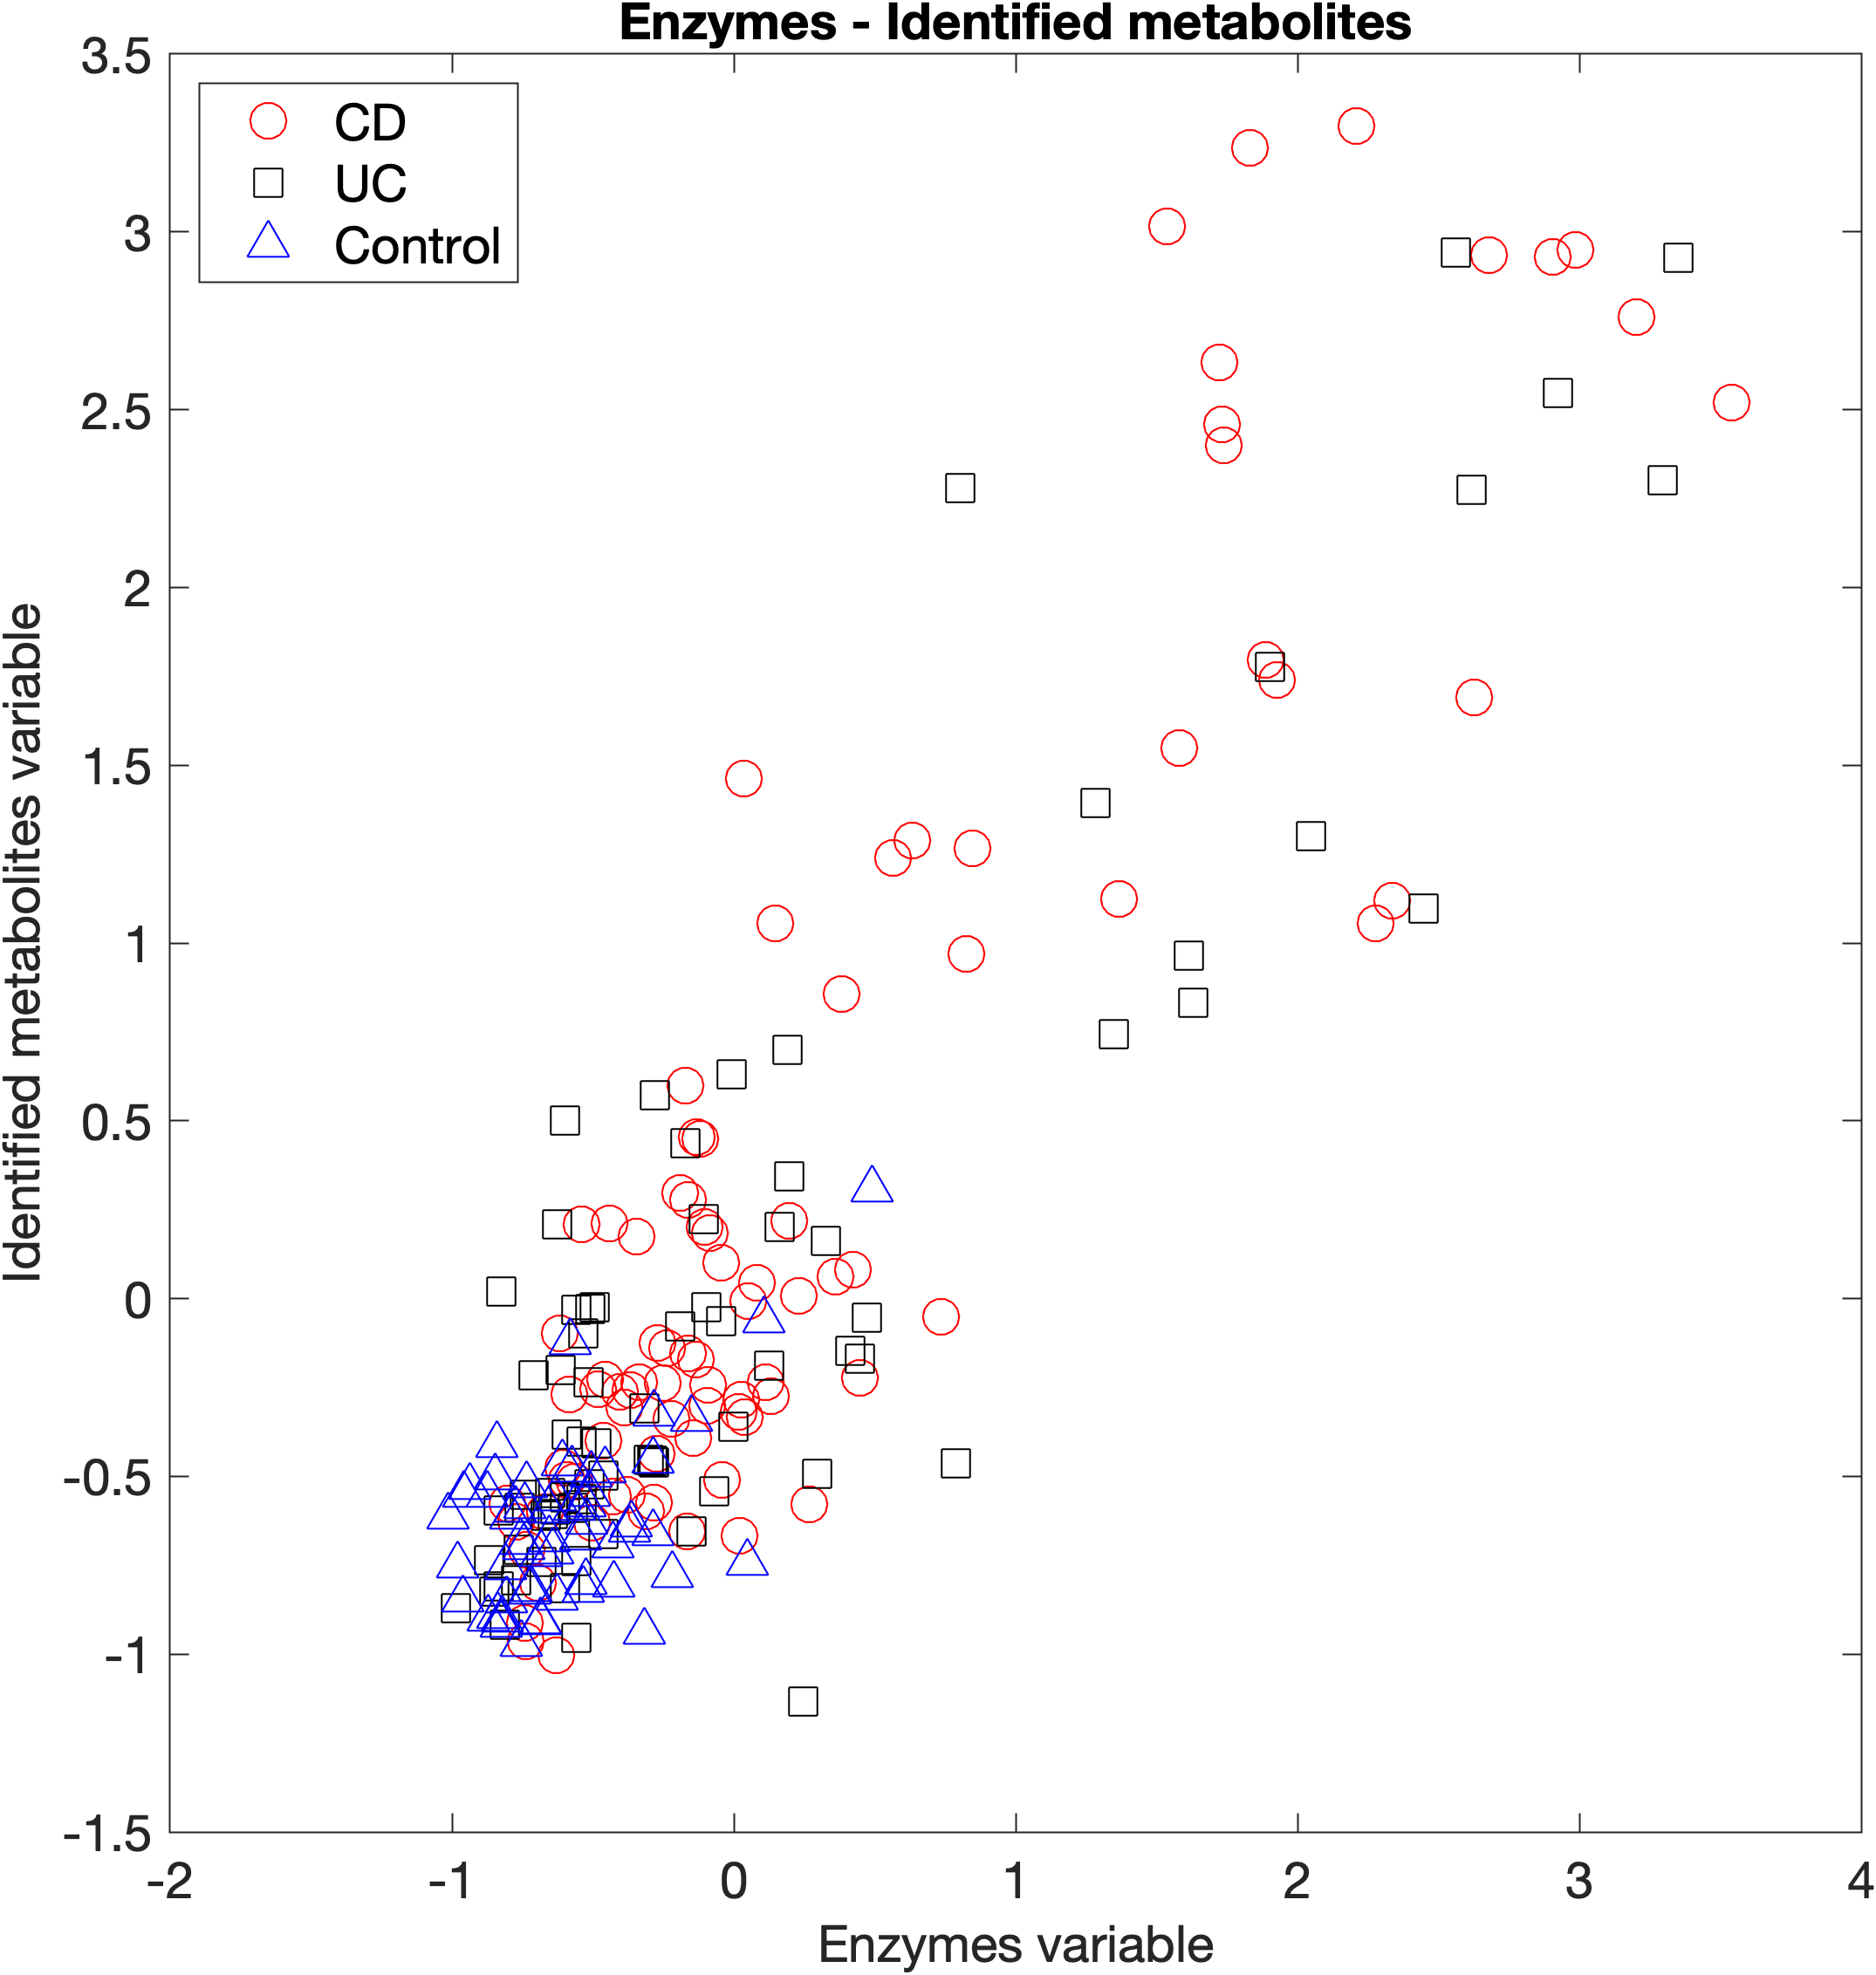 Enzymes - Identified metabolites
CD
UC
Control
Identified metabolites variable
3.5
3
2.5
2
1.5
1
0.5
0
-0.5
-1
-1.5
-2 -1 0 1 2 3 4
Enzymes variable